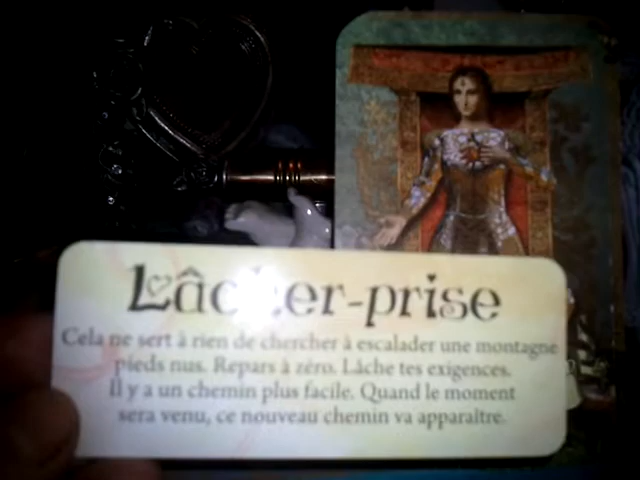 Lâcher-prise
Cela ne sert à rien de chercher à escalader une montagne
pieds nus. Repars à zéro. Lâche tes exigences.
Il y a un chemin plus facile. Quand le moment
sera venu, ce nouveau chemin va apparaître.